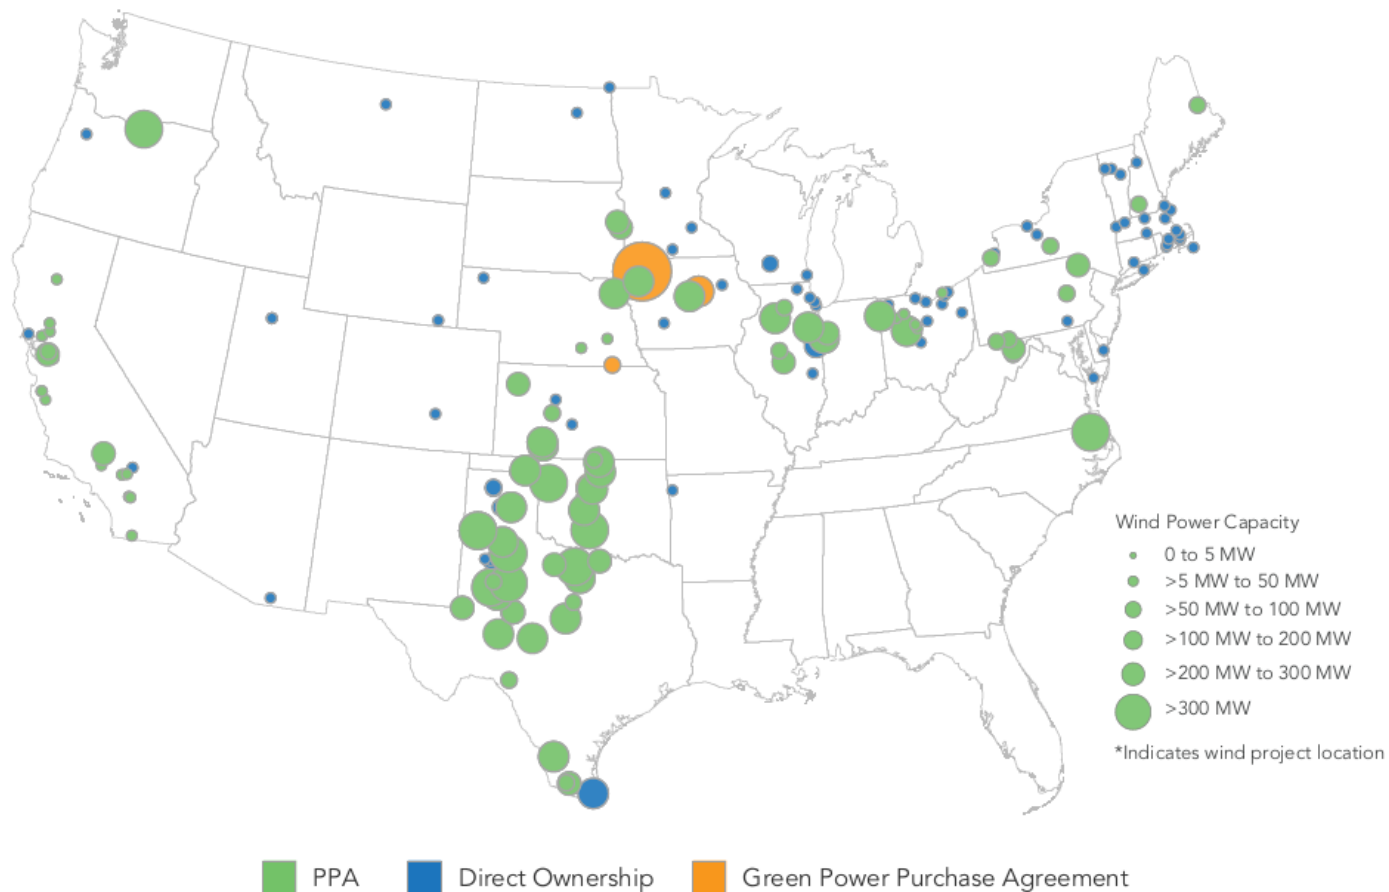 Wind Power Capacity
0 to 5 MW
>5 MW to 50 MW
>50 MW to 100 MW
>100 MW to 200 MW
>200 MW to 300 MW
>300 MW
*Indicates wind project location
PPA
Direct Ownership
Green Power Purchase Agreement